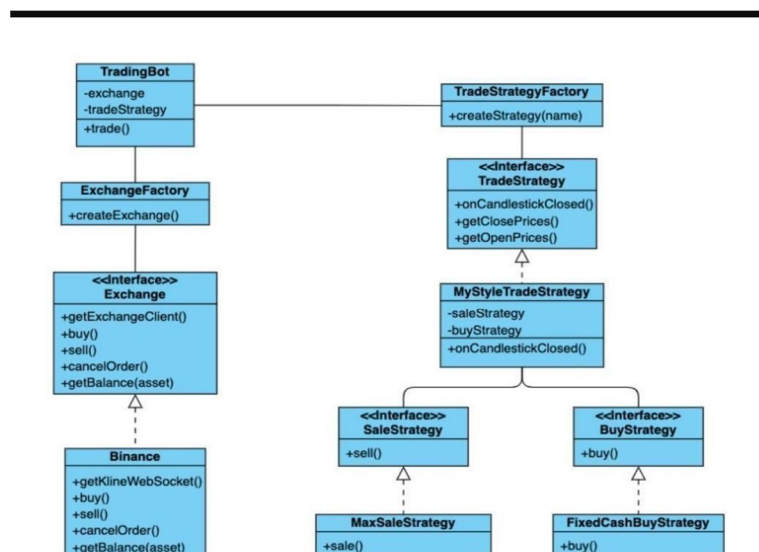 TradingBot
-exchange
-tradeStrategy
+trade()
TradeStrategyFactory
+createStrategy(name)
ExchangeFactory
+createExchange()
<<Interface>>
TradeStrategy
+onCandlestickClosed()
+getClosePrices()
+getOpenPrices()
<<Interface>>
Exchange
+getExchangeClient()
+buy()
+sell()
+cancelOrder()
+getBalance(asset)
MyStyleTradeStrategy
-saleStrategy
-buyStrategy
+onCandlestickClosed()
<<Interface>>
SaleStrategy
+sell()
<<Interface>>
BuyStrategy
+buy()
Binance
+getKlineWebSocket()
+buy()
+sell()
+cancelOrder()
+getBalance(asset)
MaxSaleStrategy
+sale()
FixedCashBuyStrategy
+buy()